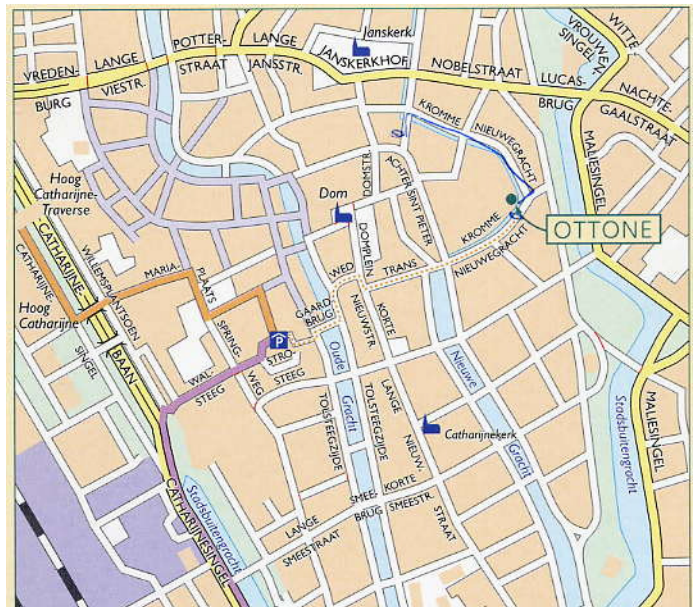 Janskerk
WITTE
VROUWEN
SINGEL
POTTER-
LANGE
LANGE
STRAAT
JANSSTR.
JANSKERKHOF
NOBELSTRAAT
LUCAS-
BRUG
NACHTE-
GAALSTRAAT
VREDEN-
BURG
LANGE
VIESTR.
KROMME
NIEUWEGRACHT
MALIESINGEL
Hoog
Catharijne-
Traverse
DOMSTR.
ACHTER SINT PIETER
Dom
DOMPLEIN
KROMME
NIEUWEGRACHT
OTTONE
CATHARIJNE-
CATHARIJNE-
BAAN
WILLEMSPLANTSOEN
MARIA-
PLAATS
WED
TRANS
Hoog
Catharijne
SINGEL
GAARD-
BRUG
NIEUWSTR.
KORTE
SPRING-
WEG
P
STRO-
STEEG
WAL-
STEEG
Oude
Gracht
Nieuwe
Gracht
TOLSTEEGZIJDE
TOLSTEEGZIJDE
LANGE
NIEUW-
STRAAT
Catharijnekerk
Stadsbuitengracht
MALIESINGEL
Stadsbuitengracht
CATHARIJNESINGEL
LANGE
SMEESTRAAT
SMEE-
BRUG
KORTE
SMEESTR.